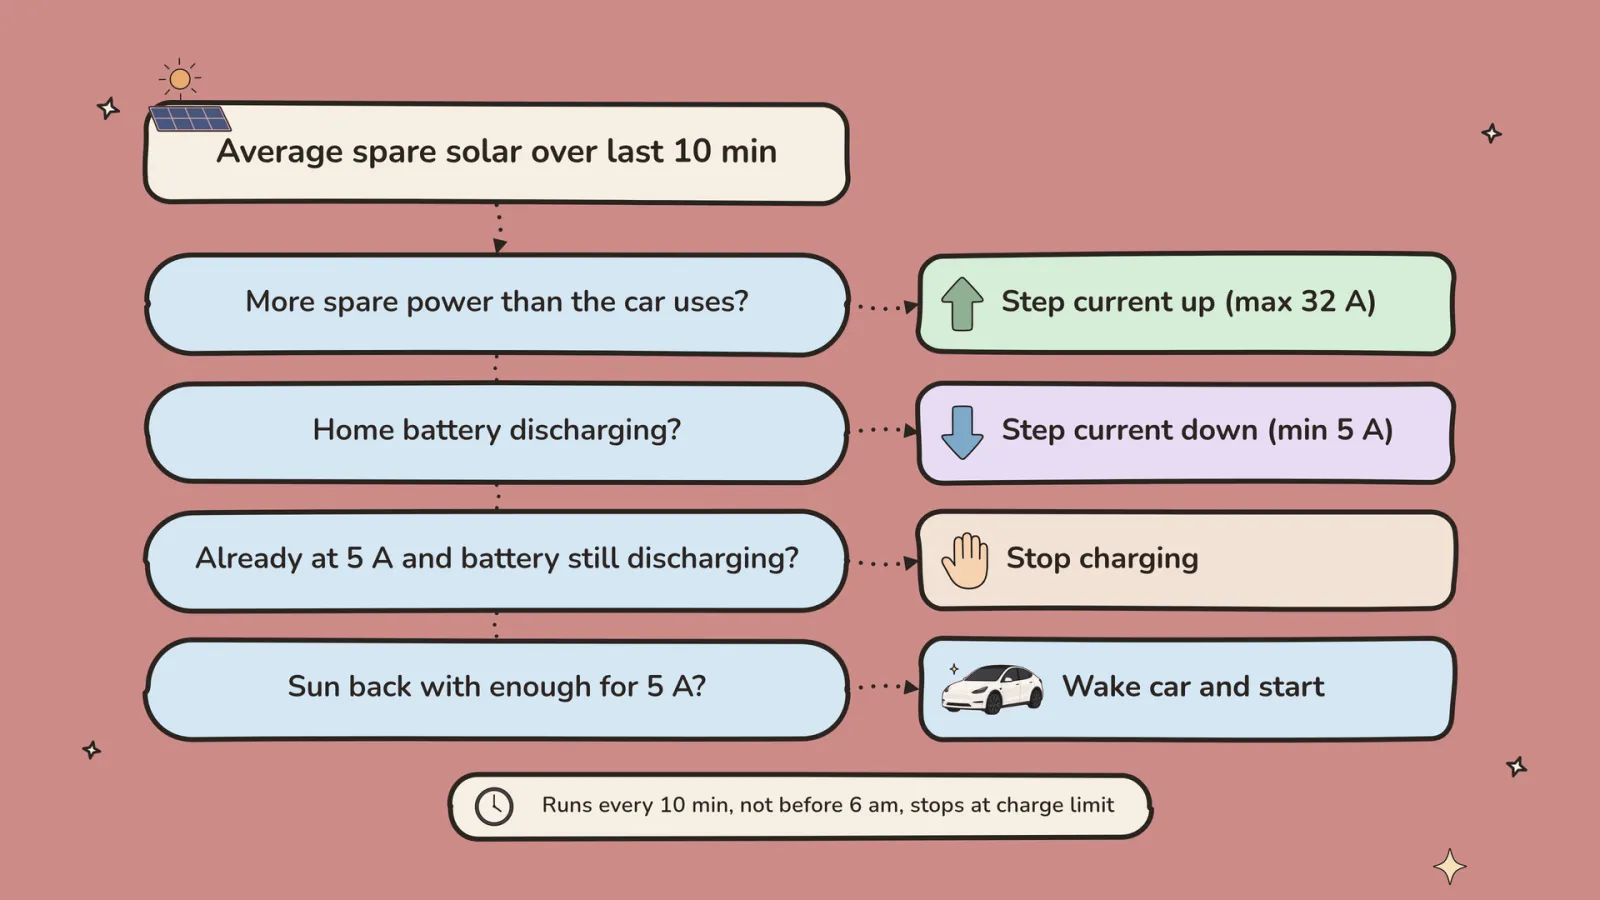 Average spare solar over last 10 min
More spare power than the car uses?
Step current up (max 32 A)
Home battery discharging?
Step current down (min 5 A)
Already at 5 A and battery still discharging?
Stop charging
Sun back with enough for 5 A?
Wake car and start
Runs every 10 min, not before 6 am, stops at charge limit